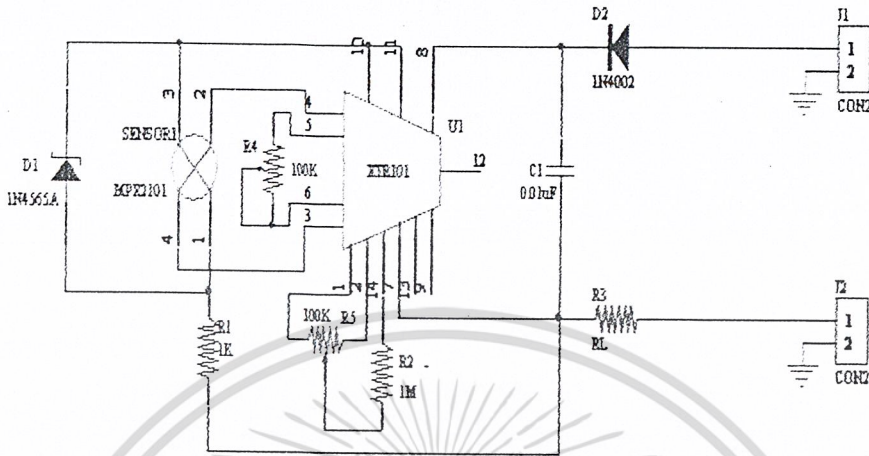 D2
J1
10
11
8
1
2
1N4002
CON2
3
2
4
5
U1
SENSOR1
R4
100K
XTR101
12
C1
0.01uF
D1
1N4565A
MPX2101
6
3
4
1
1
2
14
7
13
9
R1
1K
100K
R5
R2
1M
R3
RL
J2
1
2
CON2